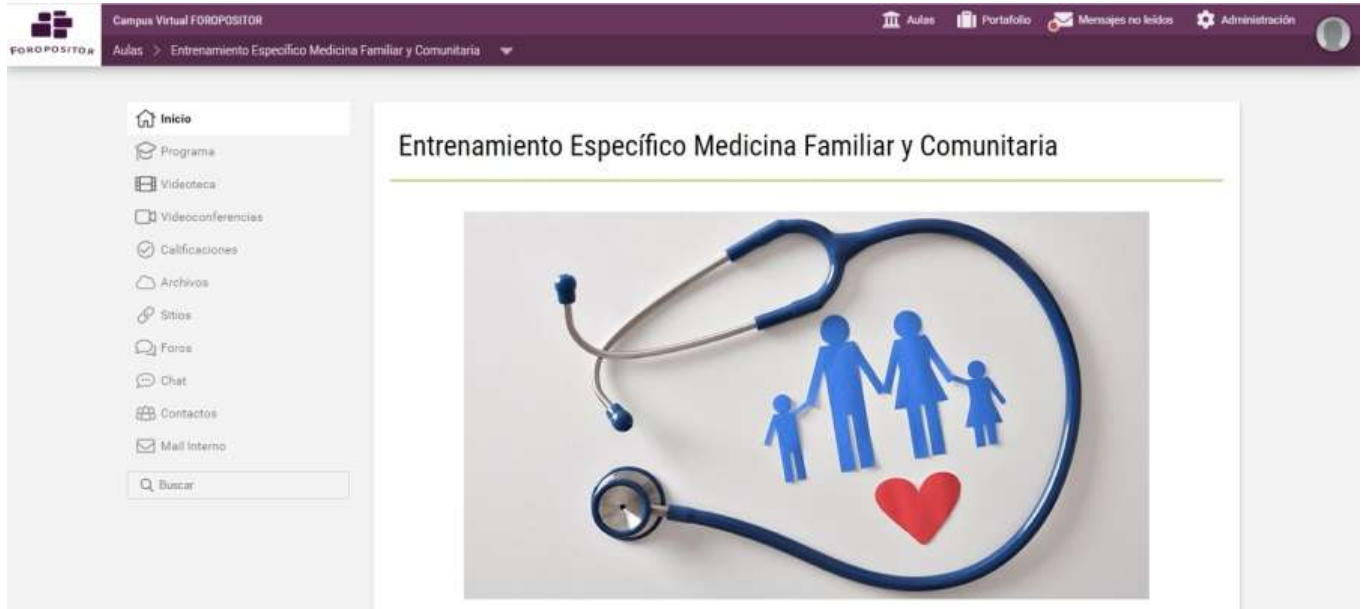 FOROPOSITOR
Campus Virtual FOROPOSITOR
Aulas
Portafolio
Mensajes no leídos
Administración
Aulas > Entrenamiento Específico Medicina Familiar y Comunitaria
Inicio
Programa
Videoteca
Videoconferencias
Calificaciones
Archivos
Sitios
Foros
Chat
Contactos
Mail Interno
Buscar
Entrenamiento Específico Medicina Familiar y Comunitaria